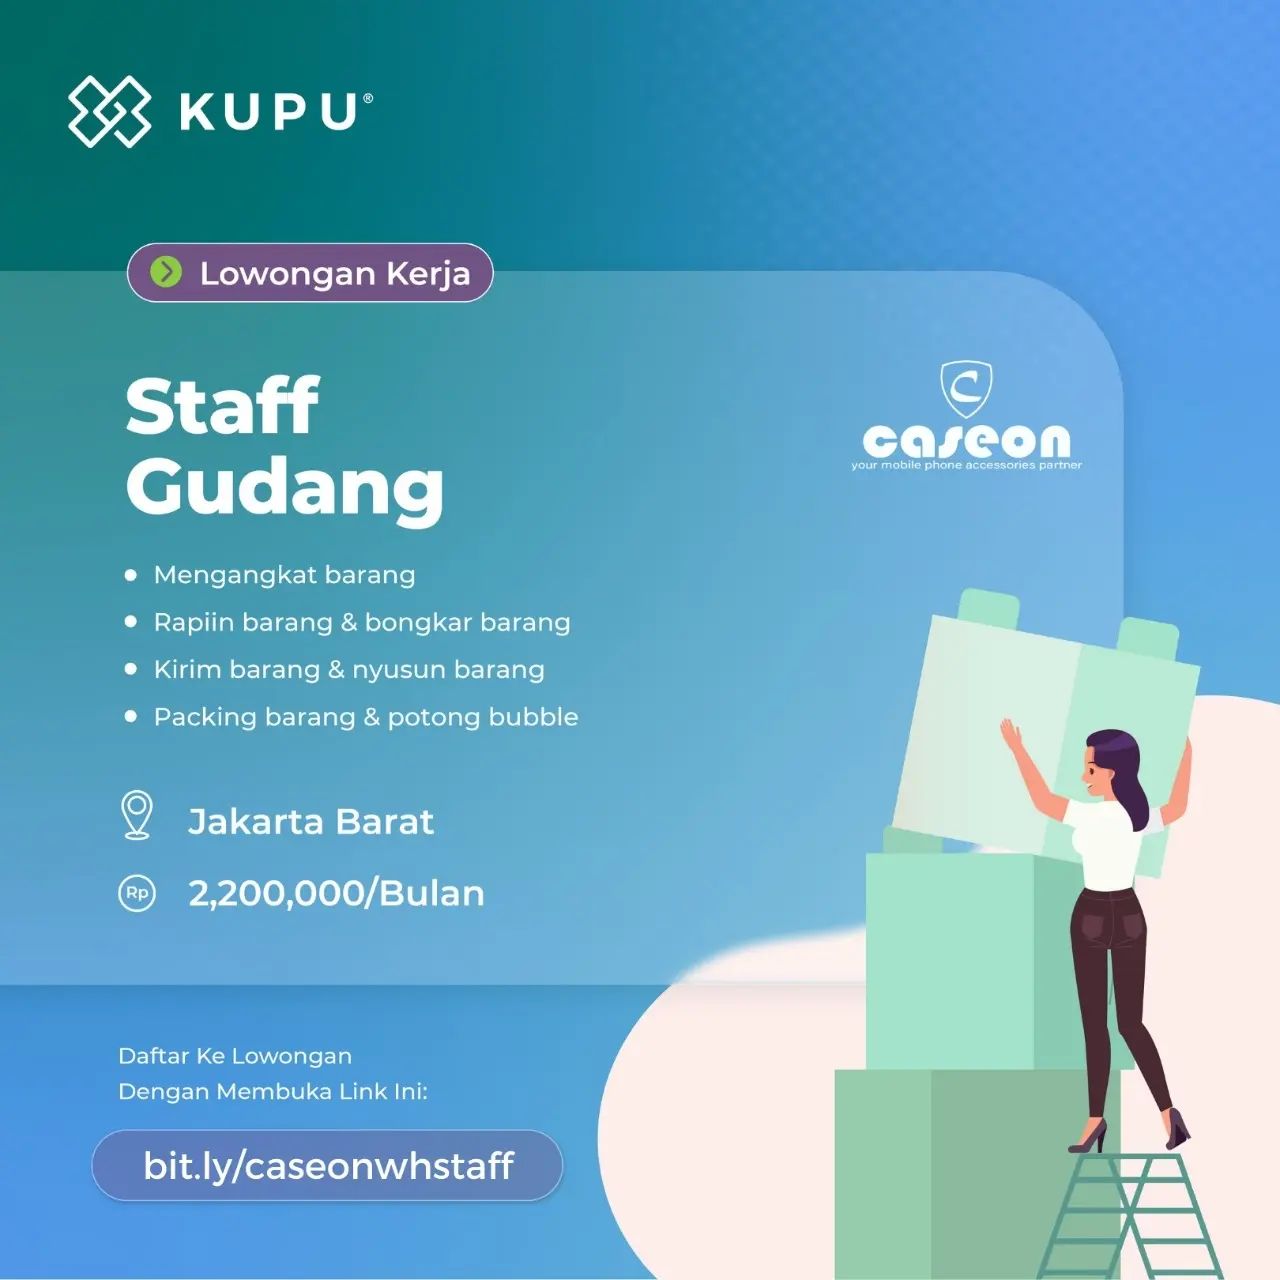 KUPU®
Lowongan Kerja
Staff
Gudang
caseon
your mobile phone accessories partner
Mengangkat barang
Rapiin barang & bongkar barang
Kirim barang & nyusun barang
Packing barang & potong bubble
Jakarta Barat
Rp 2,200,000/Bulan
Daftar Ke Lowongan
Dengan Membuka Link Ini:
bit.ly/caseonwhstaff